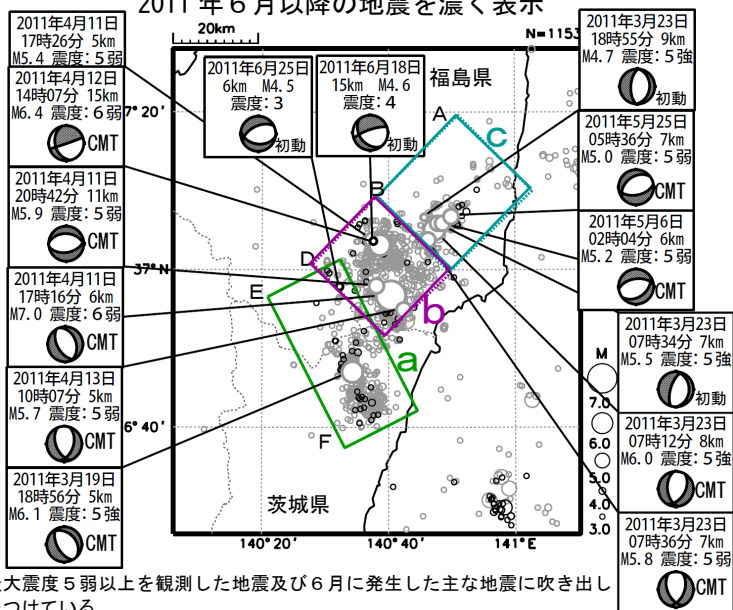 2011年６月以降の地震を濃く表示
20km
N=1153
2011年4月11日
17時26分 5km
M5.4 震度：５弱
2011年4月12日
14時07分 15km
M6.4 震度：６弱
CMT
2011年4月11日
20時42分 11km
M5.9 震度：５弱
CMT
2011年4月11日
17時16分 6km
M7.0 震度：６弱
CMT
2011年4月13日
10時07分 5km
M5.7 震度：５弱
CMT
2011年3月19日
18時56分 5km
M6.1 震度：５強
CMT
2011年6月25日
6km M4.5
震度：３
初動
2011年6月18日
15km M4.6
震度：４
初動
福島県
茨城県
A
B
C
D
E
F
a
b
7°20'
37°N
6°40'
140°20'
140°40'
141°E
2011年3月23日
18時55分 9km
M4.7 震度：５強
初動
2011年5月25日
05時36分 7km
M5.0 震度：５弱
CMT
2011年5月6日
02時04分 6km
M5.2 震度：５弱
CMT
2011年3月23日
07時34分 7km
M5.5 震度：５強
初動
2011年3月23日
07時12分 8km
M6.0 震度：５強
CMT
2011年3月23日
07時36分 7km
M5.8 震度：５弱
CMT
M
7.0
6.0
5.0
4.0
3.0
大震度５弱以上を観測した地震及び６月に発生した主な地震に吹き出し
つけている